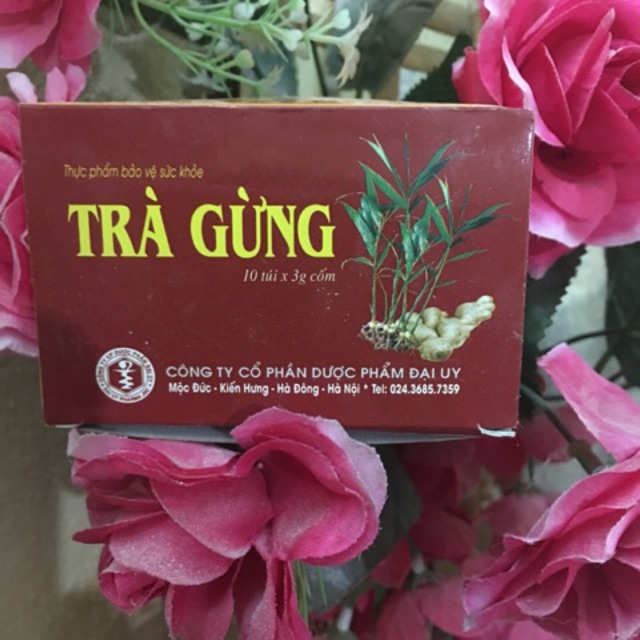 Thực phẩm bảo vệ sức khỏe
TRÀ GỪNG
10 túi x 3g cốm
CÔNG TY CỔ PHẦN DƯỢC PHẨM ĐẠI UY
Mộc Đức - Kiến Hưng - Hà Đông - Hà Nội * Tel: 024.3685.7359